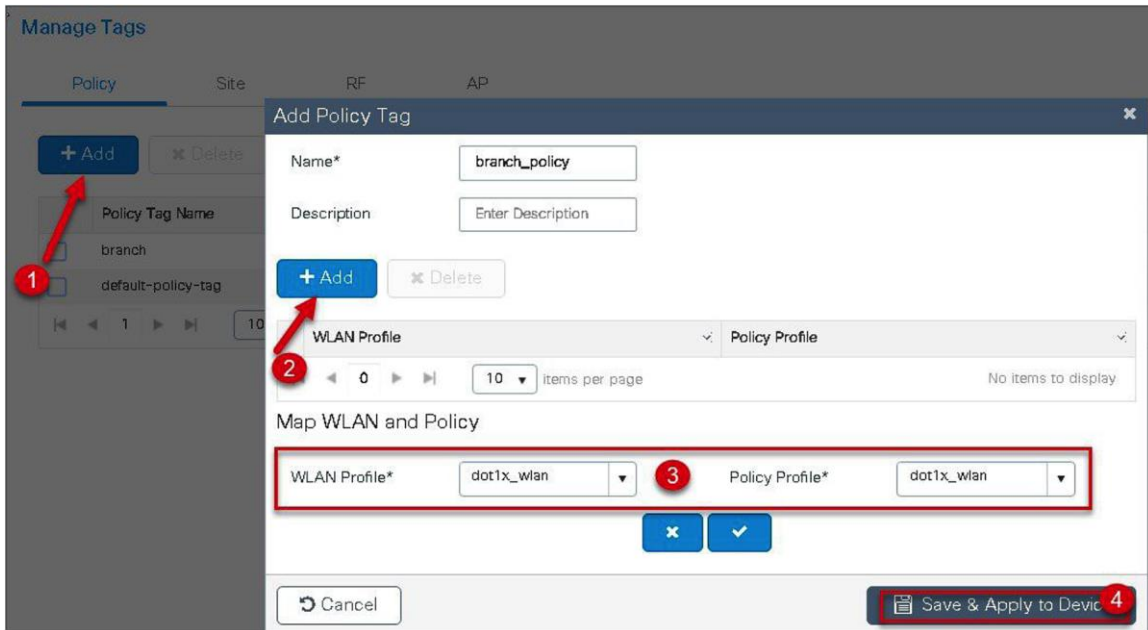 Manage Tags
Policy Site RF AP
Add Policy Tag
+ Add Delete
1
Name* branch_policy
Description Enter Description
Policy Tag Name
branch
default-policy-tag
1 10
+ Add Delete
2
WLAN Profile Policy Profile
0 10 items per page No items to display
Map WLAN and Policy
WLAN Profile* dot1x_wlan 3 Policy Profile* dot1x_wlan
Cancel Save & Apply to Devic 4